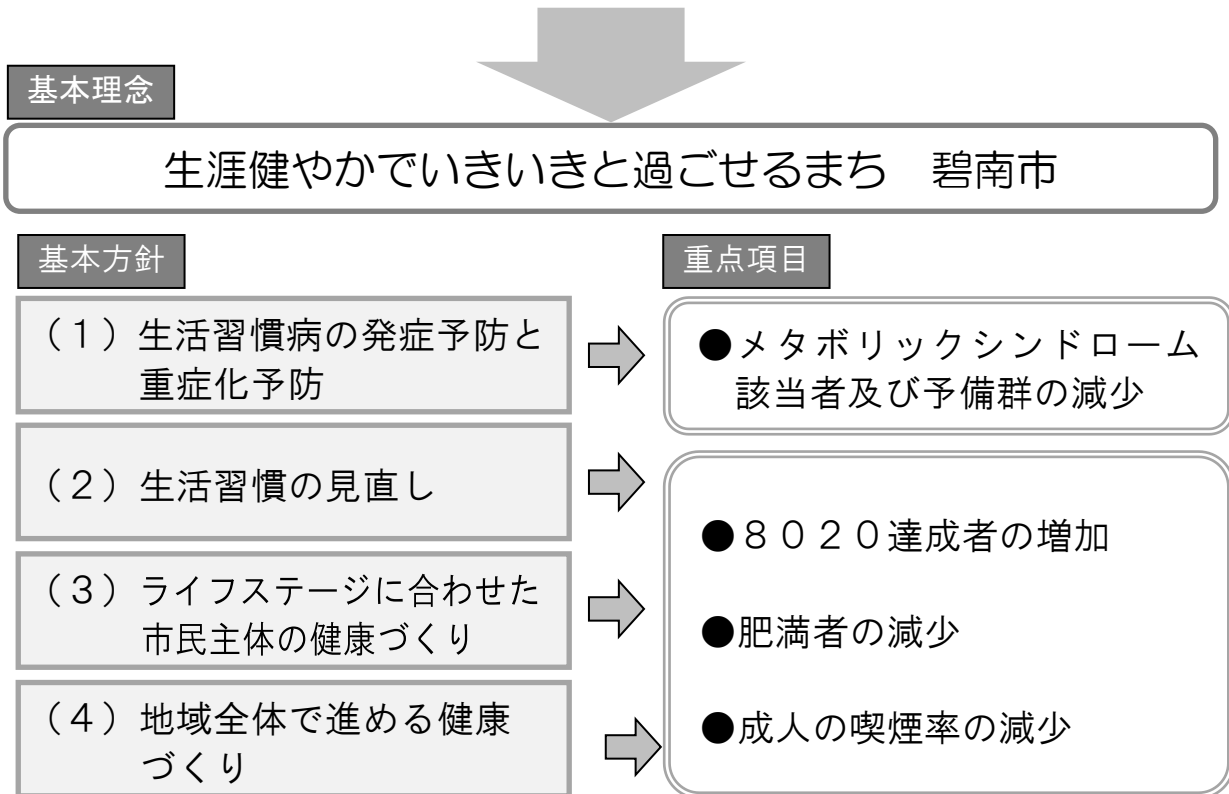 基本理念
生涯健やかでいきいきと過ごせるまち　碧南市
基本方針
（１）生活習慣病の発症予防と
重症化予防
（２）生活習慣の見直し
（３）ライフステージに合わせた
市民主体の健康づくり
（４）地域全体で進める健康
づくり
重点項目
●メタボリックシンドローム
該当者及び予備群の減少
●８０２０達成者の増加
●肥満者の減少
●成人の喫煙率の減少